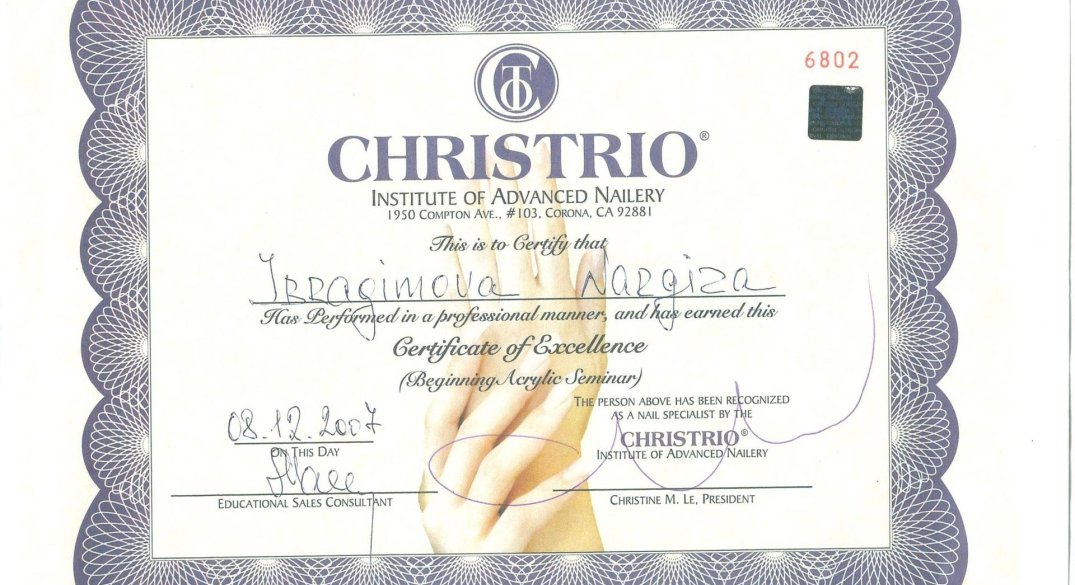 6802
CTO
CHRISTRIO®
INSTITUTE OF ADVANCED NAILERY
1950 COMPTON AVE., #103, CORONA, CA 92881
This is to Certify that
Ibragimova Nargiza
Has Performed in a professional manner, and has earned this
Certificate of Excellence
(Beginning Acrylic Seminar)
THE PERSON ABOVE HAS BEEN RECOGNIZED
AS A NAIL SPECIALIST BY THE
CHRISTRIO®
INSTITUTE OF ADVANCED NAILERY
08.12.2007
ON THIS DAY
EDUCATIONAL SALES CONSULTANT
CHRISTINE M. LE, PRESIDENT